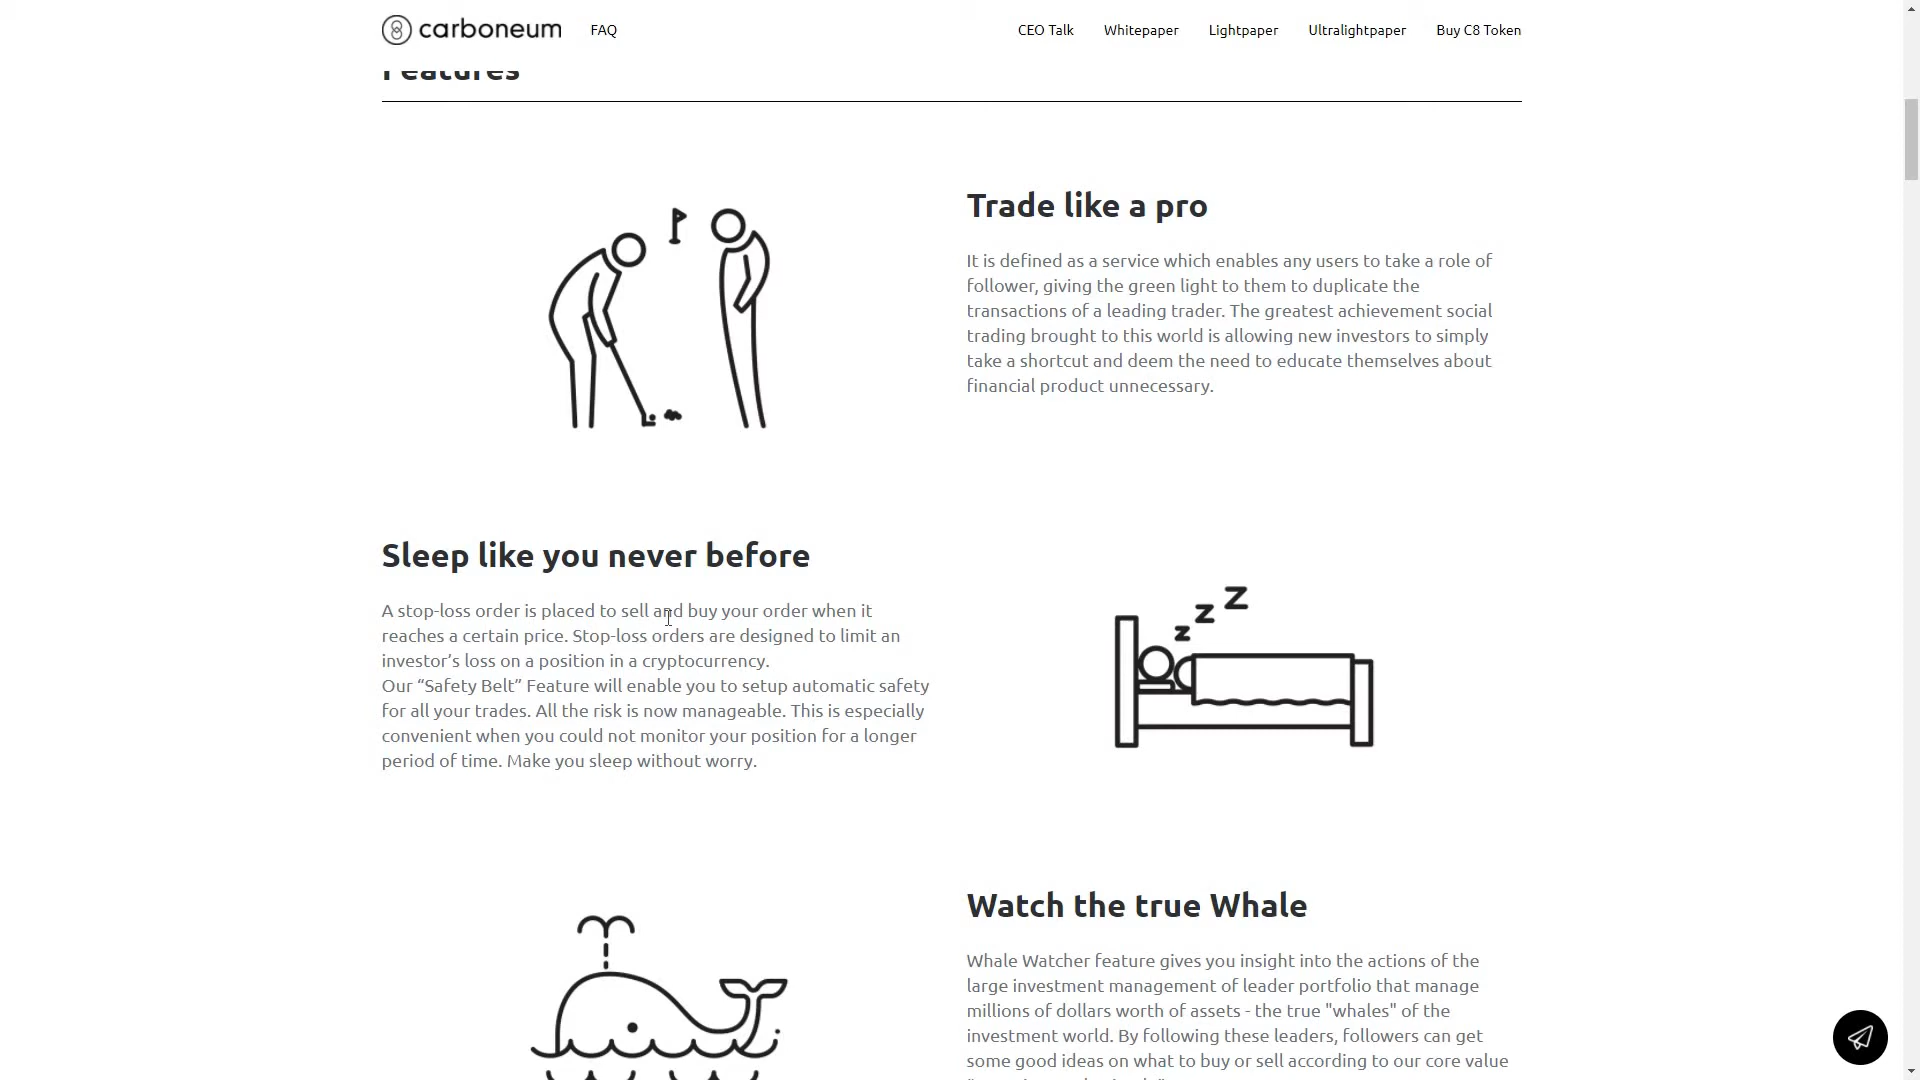 carboneum
FAQ
CEO Talk
Whitepaper
Lightpaper
Ultralightpaper
Buy C8 Token
Features
Trade like a pro
It is defined as a service which enables any users to take a role of
follower, giving the green light to them to duplicate the
transactions of a leading trader. The greatest achievement social
trading brought to this world is allowing new investors to simply
take a shortcut and deem the need to educate themselves about
financial product unnecessary.
Sleep like you never before
A stop-loss order is placed to sell and buy your order when it
reaches a certain price. Stop-loss orders are designed to limit an
investor’s loss on a position in a cryptocurrency.
Our “Safety Belt” Feature will enable you to setup automatic safety
for all your trades. All the risk is now manageable. This is especially
convenient when you could not monitor your position for a longer
period of time. Make you sleep without worry.
z z z
Watch the true Whale
Whale Watcher feature gives you insight into the actions of the
large investment management of leader portfolio that manage
millions of dollars worth of assets - the true "whales" of the
investment world. By following these leaders, followers can get
some good ideas on what to buy or sell according to our core value